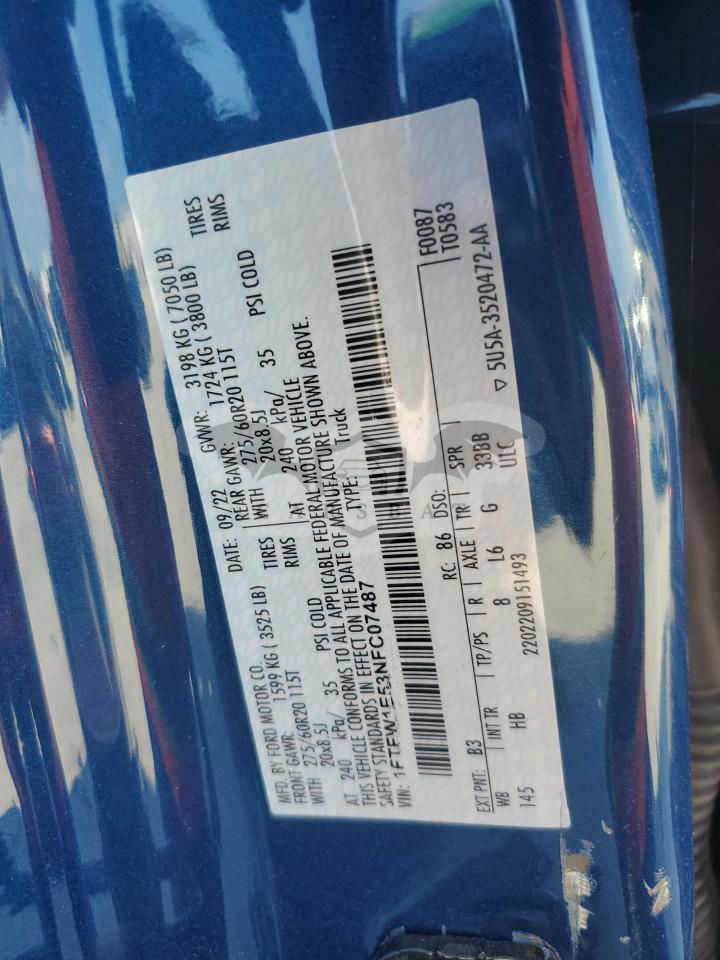 MFD. BY FORD MOTOR CO.
DATE: 09/22 GVWR: 3198 KG ( 7050 LB)
FRONT GAWR: 1599 KG ( 3525 LB) REAR GAWR: 1724 KG ( 3800 LB)
WITH 275/60R20 115T TIRES WITH 275/60R20 115T TIRES
20x8.5J RIMS 20x8.5J RIMS
AT 240 kPa/ 35 PSI COLD AT 240 kPa/ 35 PSI COLD
THIS VEHICLE CONFORMS TO ALL APPLICABLE FEDERAL MOTOR VEHICLE
SAFETY STANDARDS IN EFFECT ON THE DATE OF MANUFACTURE SHOWN ABOVE.
VIN: 1FTEW1E53NFC07487 TYPE: Truck
F0087
T0583
EXT PNT: B3 RC: 86 DSO:
WB INT TR TP/PS R AXLE TR SPR
145 HB 8 L6 G 33BB
2202209151493 ULC
▽ 5U5A-3520472-AA